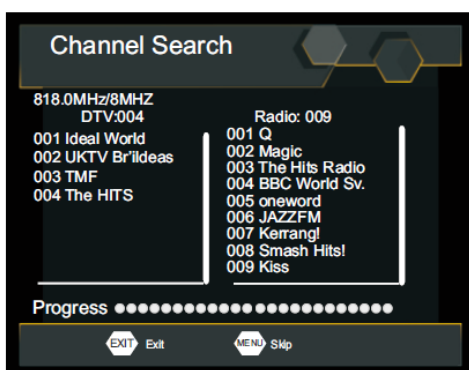 Channel Search
818.0MHz/8MHZ
DTV:004
001 Ideal World
002 UKTV Br'ildeas
003 TMF
004 The HITS
Radio: 009
001 Q
002 Magic
003 The Hits Radio
004 BBC World Sv.
005 oneword
006 JAZZFM
007 Kerrang!
008 Smash Hits!
009 Kiss
Progress
EXIT Exit
MENU Skip